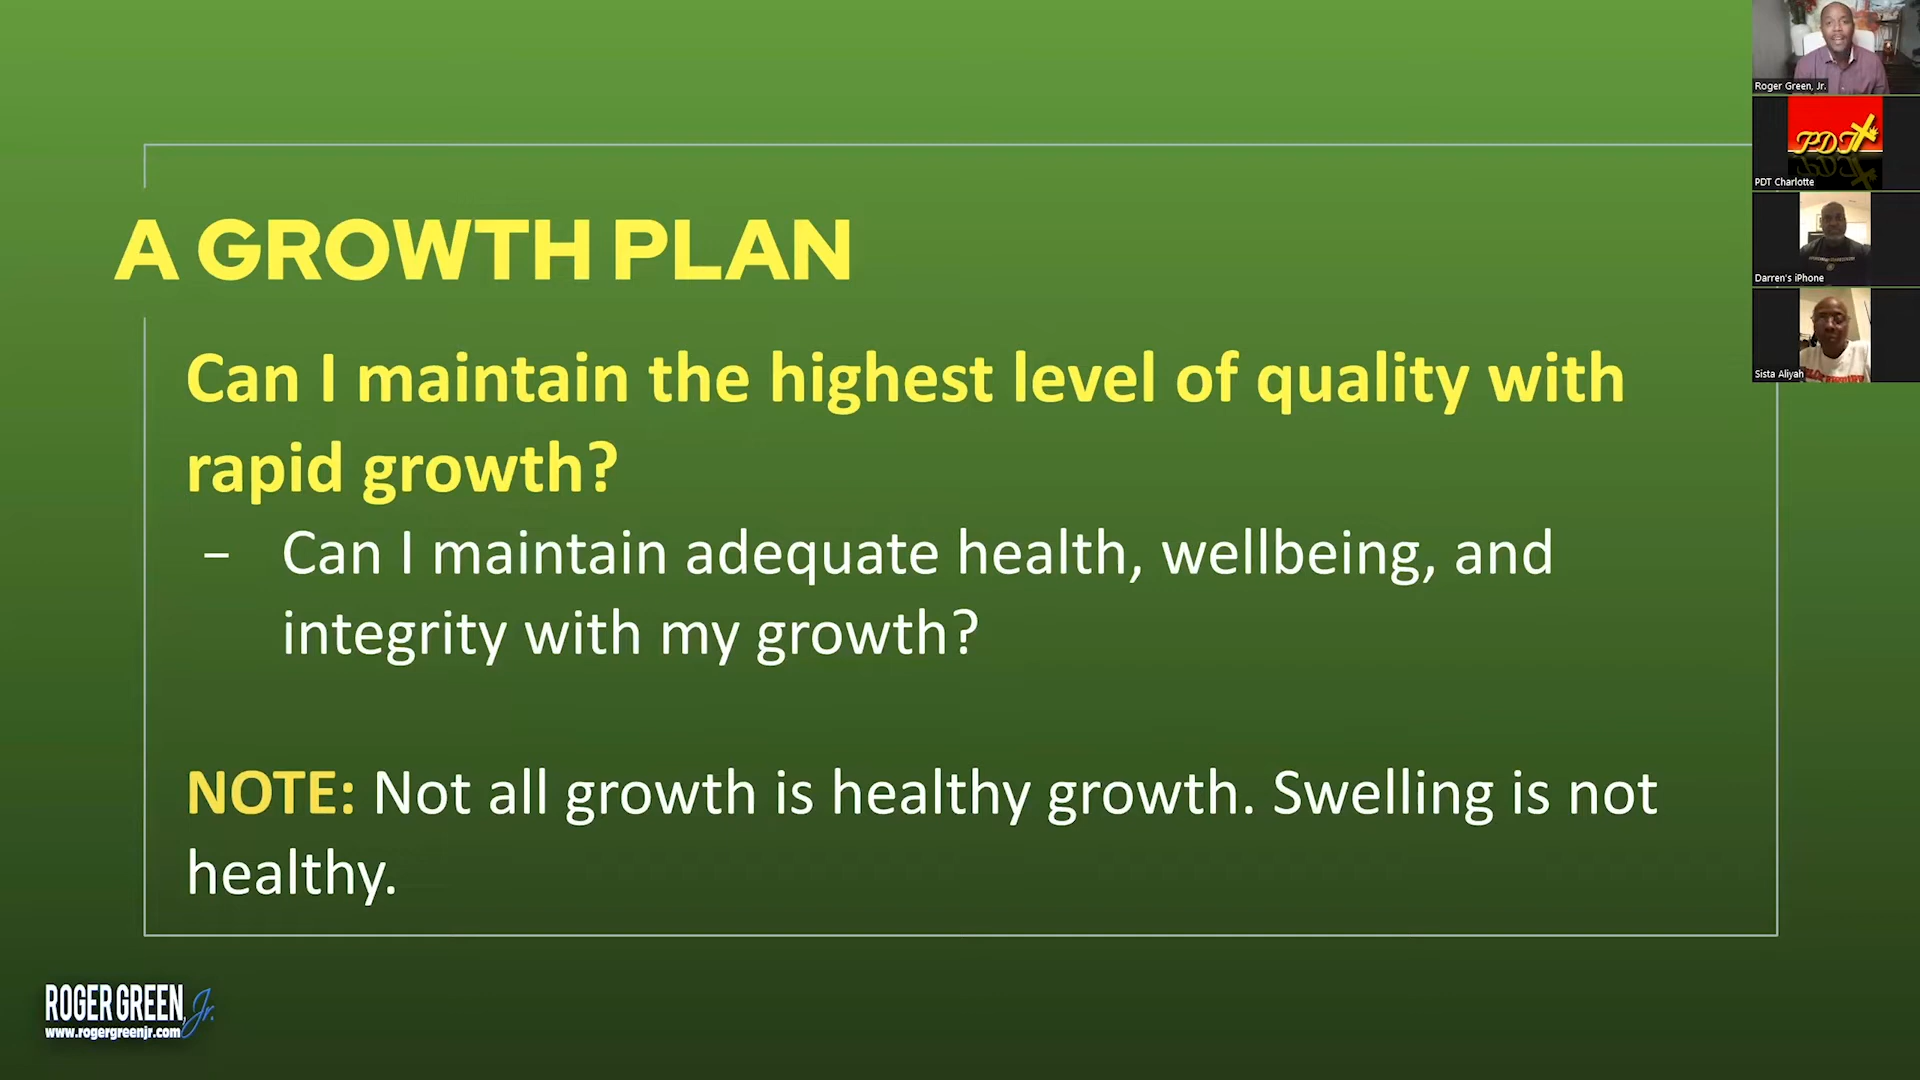 A GROWTH PLAN
Can I maintain the highest level of quality with
rapid growth?
– Can I maintain adequate health, wellbeing, and
integrity with my growth?
NOTE: Not all growth is healthy growth. Swelling is not
healthy.
ROGER GREEN, Jr.
www.rogergreenjr.com
Roger Green, Jr.
PDT
PDT Charlotte
Darren's iPhone
Sista Aliyah